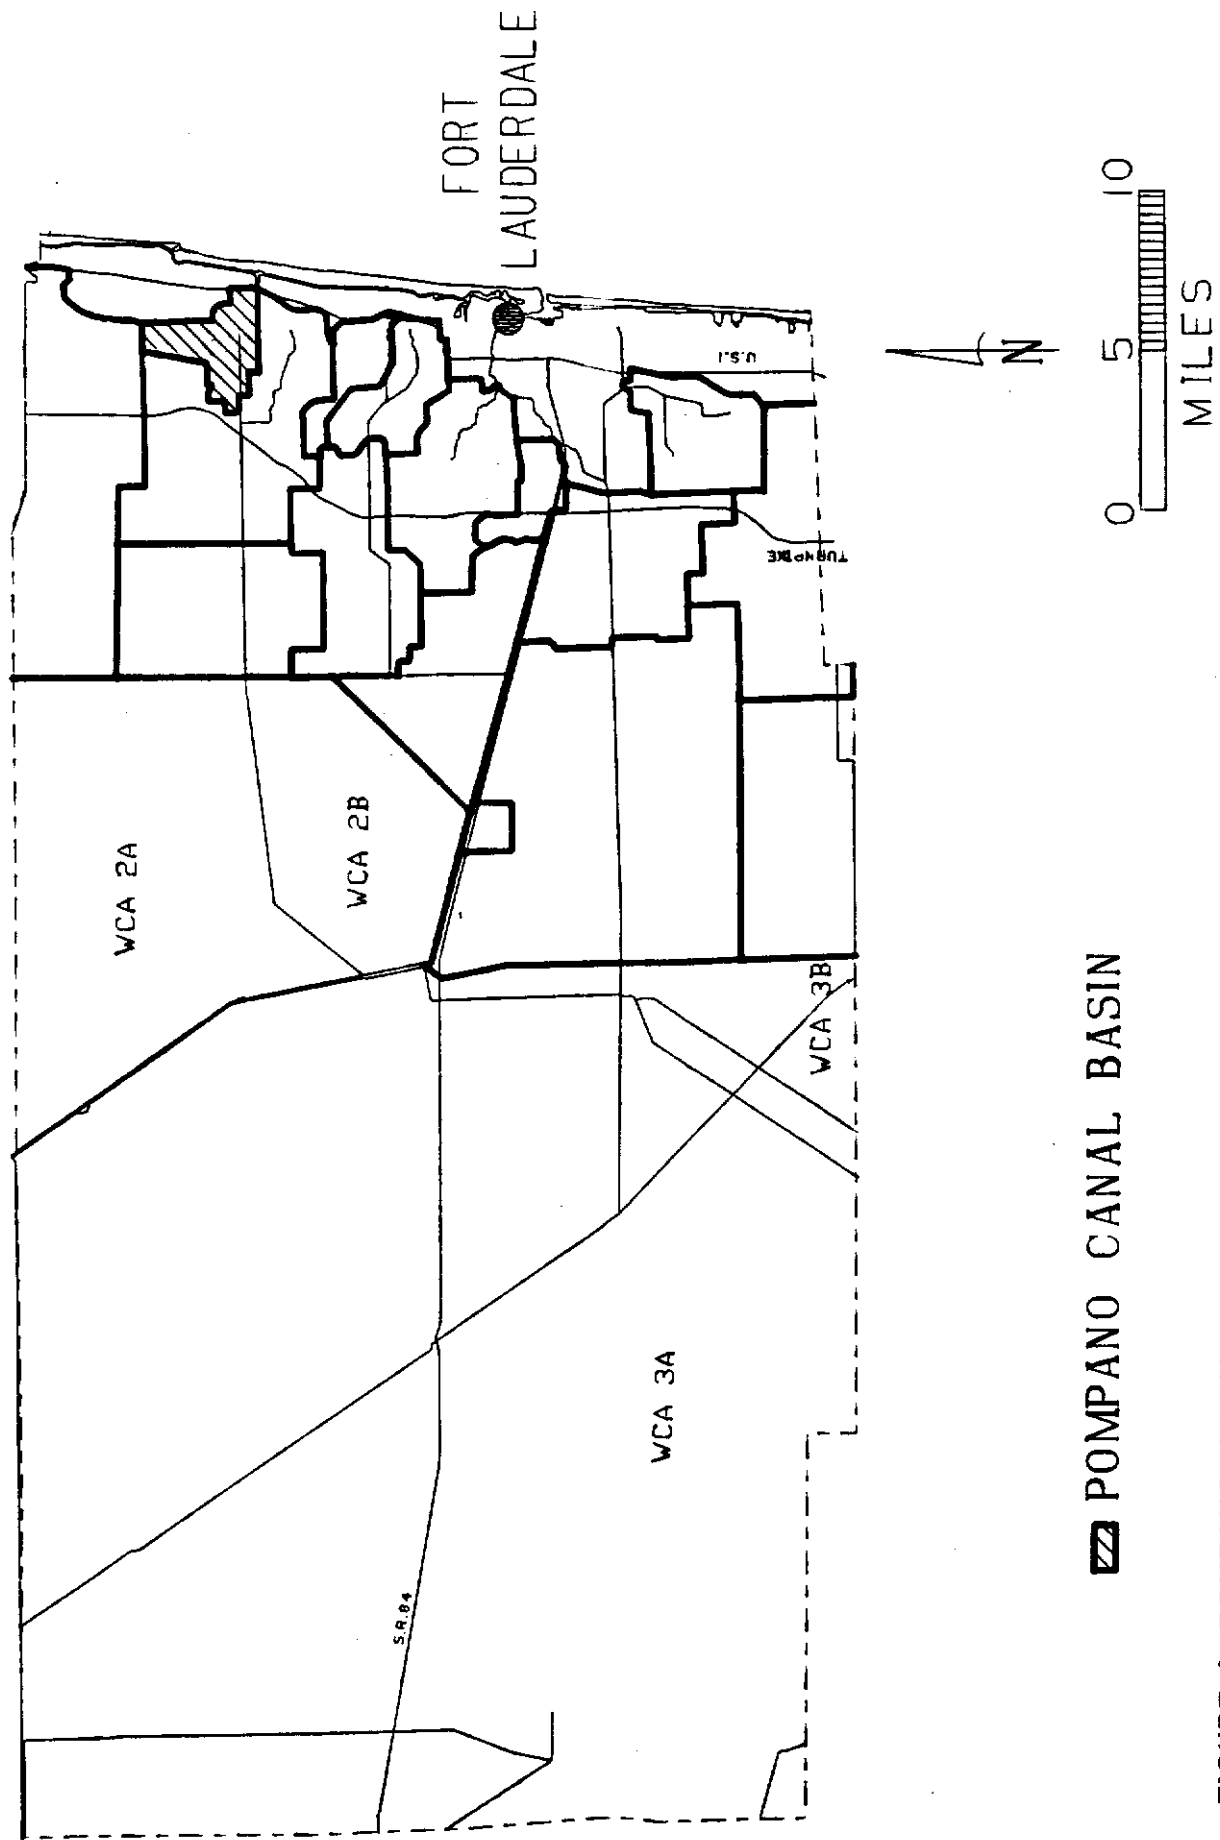 FORT
LAUDERDALE
WCA 2A
WCA 2B
WCA 3B
WCA 3A
S.R.84
U.S.1
TURNPIKE
N
0 5 10
MILES
POMPANO CANAL BASIN